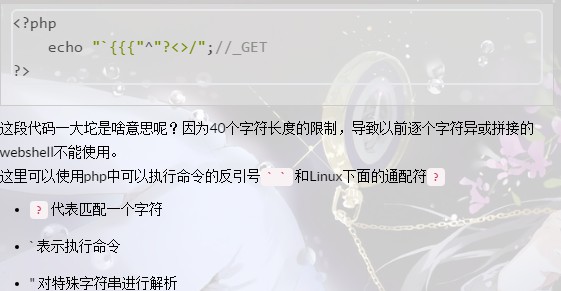 <?php
    echo "`{{{"^"?<>/";//_GET
?>
这段代码一大坨是啥意思呢？因为40个字符长度的限制，导致以前逐个字符异或拼接的
webshell不能使用。
这里可以使用php中可以执行命令的反引号 ` ` 和Linux下面的通配符 ?
• ? 代表匹配一个字符
• `表示执行命令
• " 对特殊字符串进行解析